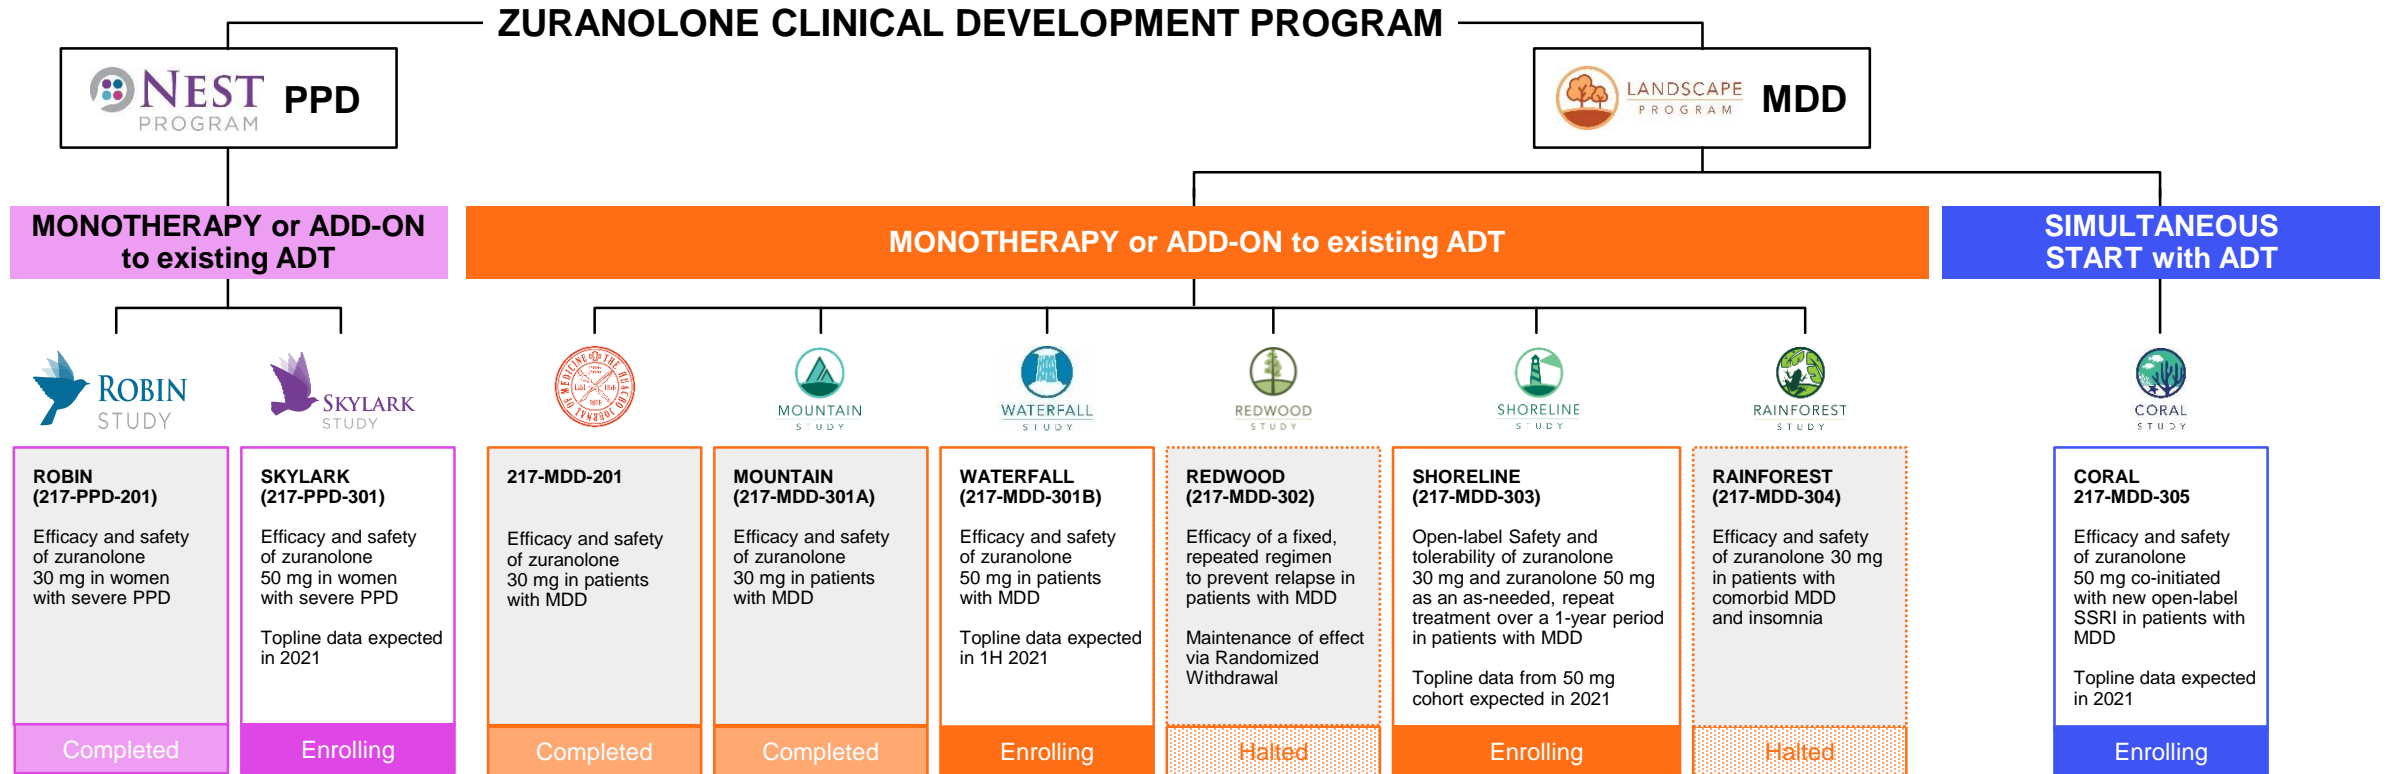 ZURANOLONE CLINICAL DEVELOPMENT PROGRAM
NEST
PROGRAM
PPD
LANDSCAPE
PROGRAM
MDD
MONOTHERAPY or ADD-ON
to existing ADT
MONOTHERAPY or ADD-ON to existing ADT
SIMULTANEOUS
START with ADT
ROBIN
STUDY
SKYLARK
STUDY
MOUNTAIN
STUDY
WATERFALL
STUDY
REDWOOD
STUDY
SHORELINE
STUDY
RAINFOREST
STUDY
CORAL
STUDY
ROBIN
(217-PPD-201)
Efficacy and safety
of zuranolone
30 mg in women
with severe PPD
Completed
SKYLARK
(217-PPD-301)
Efficacy and safety
of zuranolone
50 mg in women
with severe PPD
Topline data expected
in 2021
Enrolling
217-MDD-201
Efficacy and safety
of zuranolone
30 mg in patients
with MDD
Completed
MOUNTAIN
(217-MDD-301A)
Efficacy and safety
of zuranolone
30 mg in patients
with MDD
Completed
WATERFALL
(217-MDD-301B)
Efficacy and safety
of zuranolone
50 mg in patients
with MDD
Topline data expected
in 1H 2021
Enrolling
REDWOOD
(217-MDD-302)
Efficacy of a fixed,
repeated regimen
to prevent relapse in
patients with MDD
Maintenance of effect
via Randomized
Withdrawal
Halted
SHORELINE
(217-MDD-303)
Open-label Safety and
tolerability of zuranolone
30 mg and zuranolone 50 mg
as an as-needed, repeat
treatment over a 1-year period
in patients with MDD
Topline data from 50 mg
cohort expected in 2021
Enrolling
RAINFOREST
(217-MDD-304)
Efficacy and safety
of zuranolone 30 mg
in patients with
comorbid MDD
and insomnia
Halted
CORAL
217-MDD-305
Efficacy and safety
of zuranolone
50 mg co-initiated
with new open-label
SSRI in patients with
MDD
Topline data expected
in 2021
Enrolling